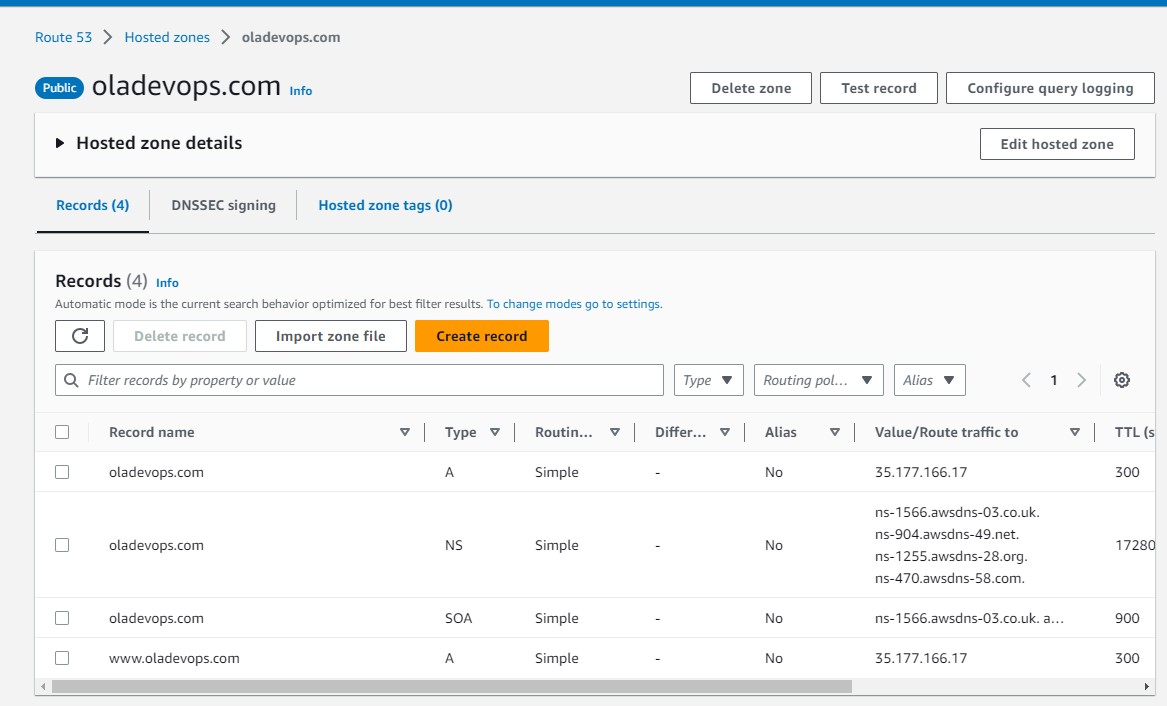 Route 53 > Hosted zones > oladevops.com
Public oladevops.com Info
Delete zone Test record Configure query logging
Hosted zone details Edit hosted zone
Records (4) DNSSEC signing Hosted zone tags (0)
Records (4) Info
Automatic mode is the current search behavior optimized for best filter results. To change modes go to settings.
Delete record Import zone file Create record
Filter records by property or value Type Routing pol... Alias 1
Record name Type Routin... Differ... Alias Value/Route traffic to TTL (s
oladevops.com A Simple - No 35.177.166.17 300
ns-1566.awsdns-03.co.uk.
ns-904.awsdns-49.net.
oladevops.com NS Simple - No 17280
ns-1255.awsdns-28.org.
ns-470.awsdns-58.com.
oladevops.com SOA Simple - No ns-1566.awsdns-03.co.uk. a... 900
www.oladevops.com A Simple - No 35.177.166.17 300